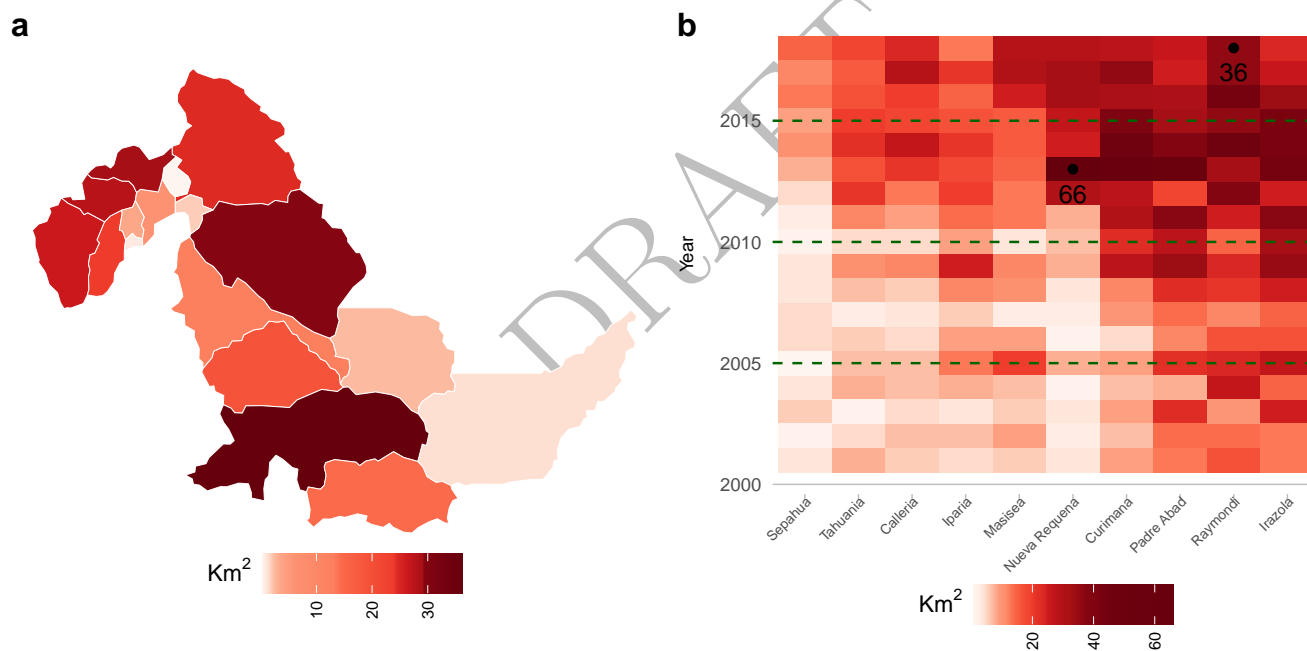 a
Km2
10
20
30
DRAFT
b
Year
2015
2010
2005
2000
36
66
Sepahua
Tahuania
Calleria
Iparia
Masisea
Nueva Requena
Curimana
Padre Abad
Raymondi
Irazola
Km2
20
40
60